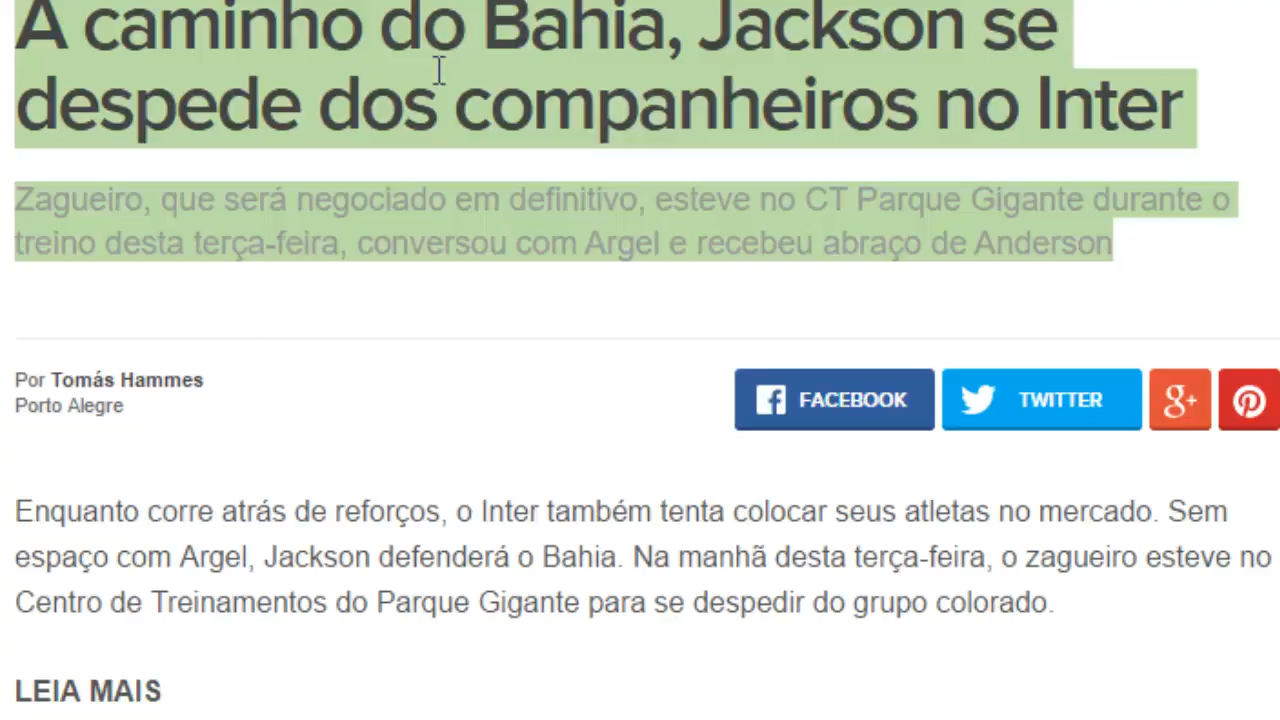 A caminho do Bahia, Jackson se
despede dos companheiros no Inter
Zagueiro, que será negociado em definitivo, esteve no CT Parque Gigante durante o
treino desta terça-feira, conversou com Argel e recebeu abraço de Anderson
Por Tomás Hammes
Porto Alegre
FACEBOOK
TWITTER
g+
Enquanto corre atrás de reforços, o Inter também tenta colocar seus atletas no mercado. Sem
espaço com Argel, Jackson defenderá o Bahia. Na manhã desta terça-feira, o zagueiro esteve no
Centro de Treinamentos do Parque Gigante para se despedir do grupo colorado.
LEIA MAIS